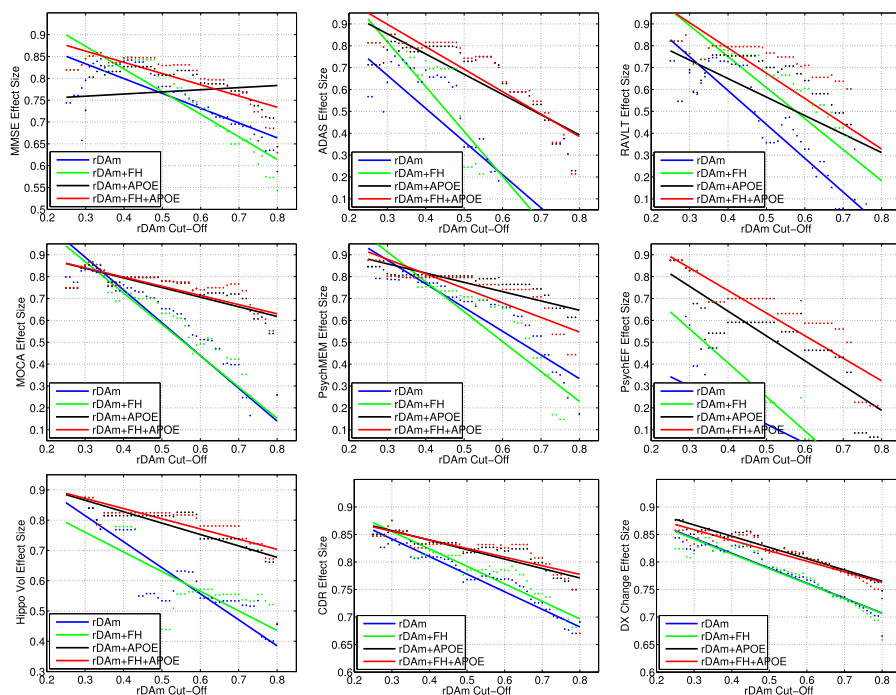 0.9
0.85
0.8
0.75
0.7
0.65
0.6
0.55
0.5
MMSE Effect Size
rDAm
rDAm+FH
rDAm+APOE
rDAm+FH+APOE
0.2 0.3 0.4 0.5 0.6 0.7 0.8
rDAm Cut-Off
0.9
0.8
0.7
0.6
0.5
0.4
0.3
0.2
0.1
ADAS Effect Size
rDAm
rDAm+FH
rDAm+APOE
rDAm+FH+APOE
0.2 0.3 0.4 0.5 0.6 0.7 0.8
rDAm Cut-Off
0.9
0.8
0.7
0.6
0.5
0.4
0.3
0.2
0.1
RAVLT Effect Size
rDAm
rDAm+FH
rDAm+APOE
rDAm+FH+APOE
0.2 0.3 0.4 0.5 0.6 0.7 0.8
rDAm Cut-Off
0.9
0.8
0.7
0.6
0.5
0.4
0.3
0.2
0.1
MOCA Effect Size
rDAm
rDAm+FH
rDAm+APOE
rDAm+FH+APOE
0.2 0.3 0.4 0.5 0.6 0.7 0.8
rDAm Cut-Off
0.9
0.8
0.7
0.6
0.5
0.4
0.3
0.2
0.1
PsychMEM Effect Size
rDAm
rDAm+FH
rDAm+APOE
rDAm+FH+APOE
0.2 0.3 0.4 0.5 0.6 0.7 0.8
rDAm Cut-Off
0.9
0.8
0.7
0.6
0.5
0.4
0.3
0.2
0.1
PsychEF Effect Size
rDAm
rDAm+FH
rDAm+APOE
rDAm+FH+APOE
0.2 0.3 0.4 0.5 0.6 0.7 0.8
rDAm Cut-Off
0.9
0.8
0.7
0.6
0.5
0.4
0.3
Hippo Vol Effect Size
rDAm
rDAm+FH
rDAm+APOE
rDAm+FH+APOE
0.2 0.3 0.4 0.5 0.6 0.7 0.8
rDAm Cut-Off
0.9
0.85
0.8
0.75
0.7
0.65
0.6
CDR Effect Size
rDAm
rDAm+FH
rDAm+APOE
rDAm+FH+APOE
0.2 0.3 0.4 0.5 0.6 0.7 0.8
rDAm Cut-Off
0.9
0.85
0.8
0.75
0.7
0.65
0.6
DX Change Effect Size
rDAm
rDAm+FH
rDAm+APOE
rDAm+FH+APOE
0.2 0.3 0.4 0.5 0.6 0.7 0.8
rDAm Cut-Off